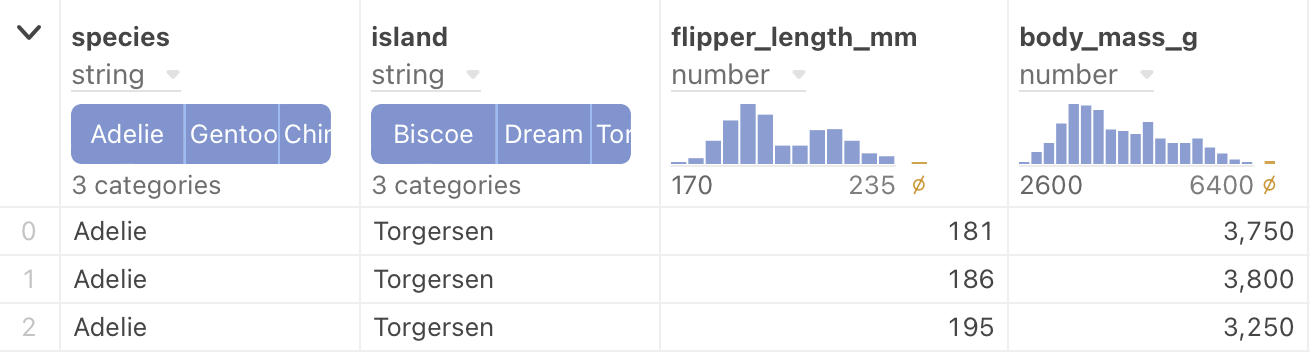 species island flipper_length_mm body_mass_g
string string number number
Adelie Gentoo Chin Biscoe Dream Tor
3 categories 3 categories 170 235 ø 2600 6400 ø
0 Adelie Torgersen 181 3,750
1 Adelie Torgersen 186 3,800
2 Adelie Torgersen 195 3,250